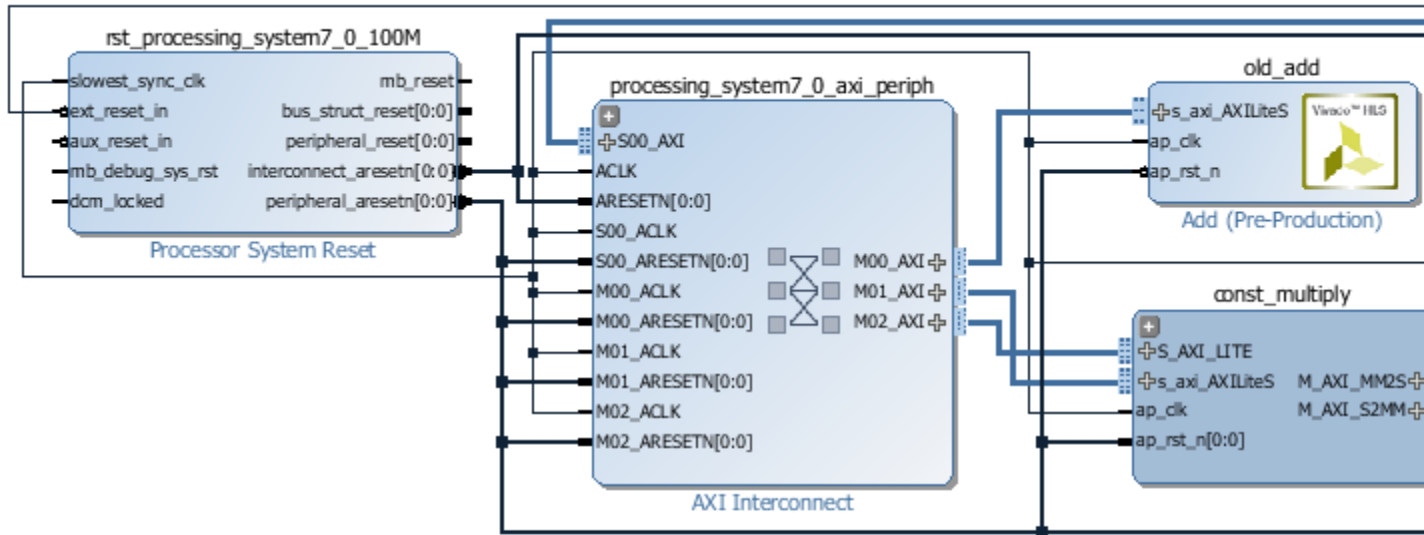 rst_processing_system7_0_100M
slowest_sync_clk
mb_reset
ext_reset_in
bus_struct_reset[0:0]
aux_reset_in
peripheral_reset[0:0]
mb_debug_sys_rst
interconnect_aresetn[0:0]
dcm_locked
peripheral_aresetn[0:0]
Processor System Reset
processing_system7_0_axi_periph
S00_AXI
ACLK
ARESETN[0:0]
S00_ACLK
S00_ARESETN[0:0]
M00_AXI
M00_ACLK
M01_AXI
M00_ARESETN[0:0]
M02_AXI
M01_ACLK
M01_ARESETN[0:0]
M02_ACLK
M02_ARESETN[0:0]
AXI Interconnect
old_add
s_axi_AXILiteS
Vivado™ HLS
ap_clk
ap_rst_n
Add (Pre-Production)
const_multiply
S_AXI_LITE
s_axi_AXILiteS
M_AXI_MM2S
ap_clk
M_AXI_S2MM
ap_rst_n[0:0]